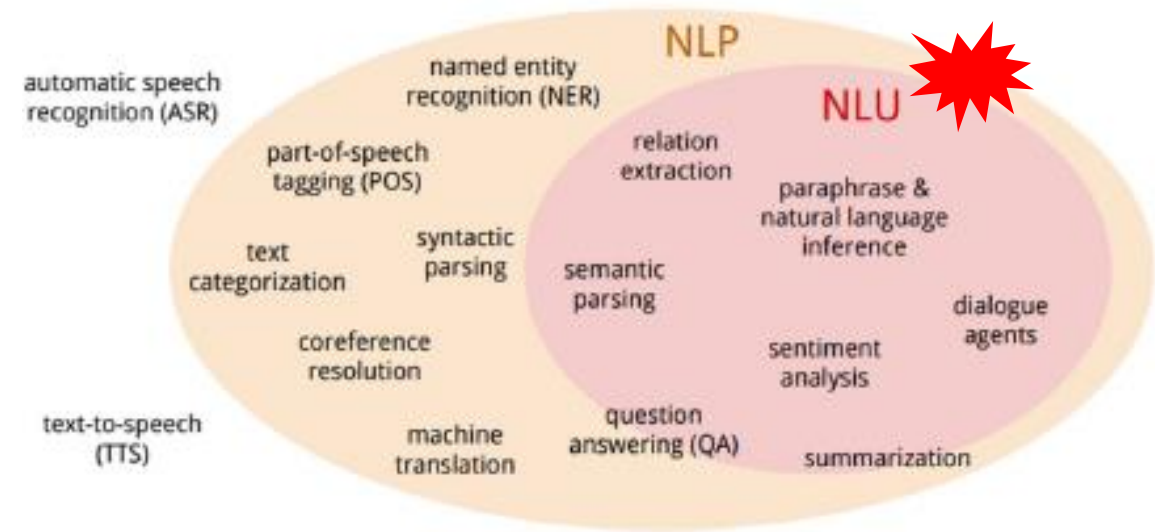 NLP
NLU
automatic speech
recognition (ASR)
named entity
recognition (NER)
part-of-speech
tagging (POS)
relation
extraction
paraphrase &
natural language
inference
text
categorization
syntactic
parsing
semantic
parsing
dialogue
agents
coreference
resolution
sentiment
analysis
text-to-speech
(TTS)
machine
translation
question
answering (QA)
summarization